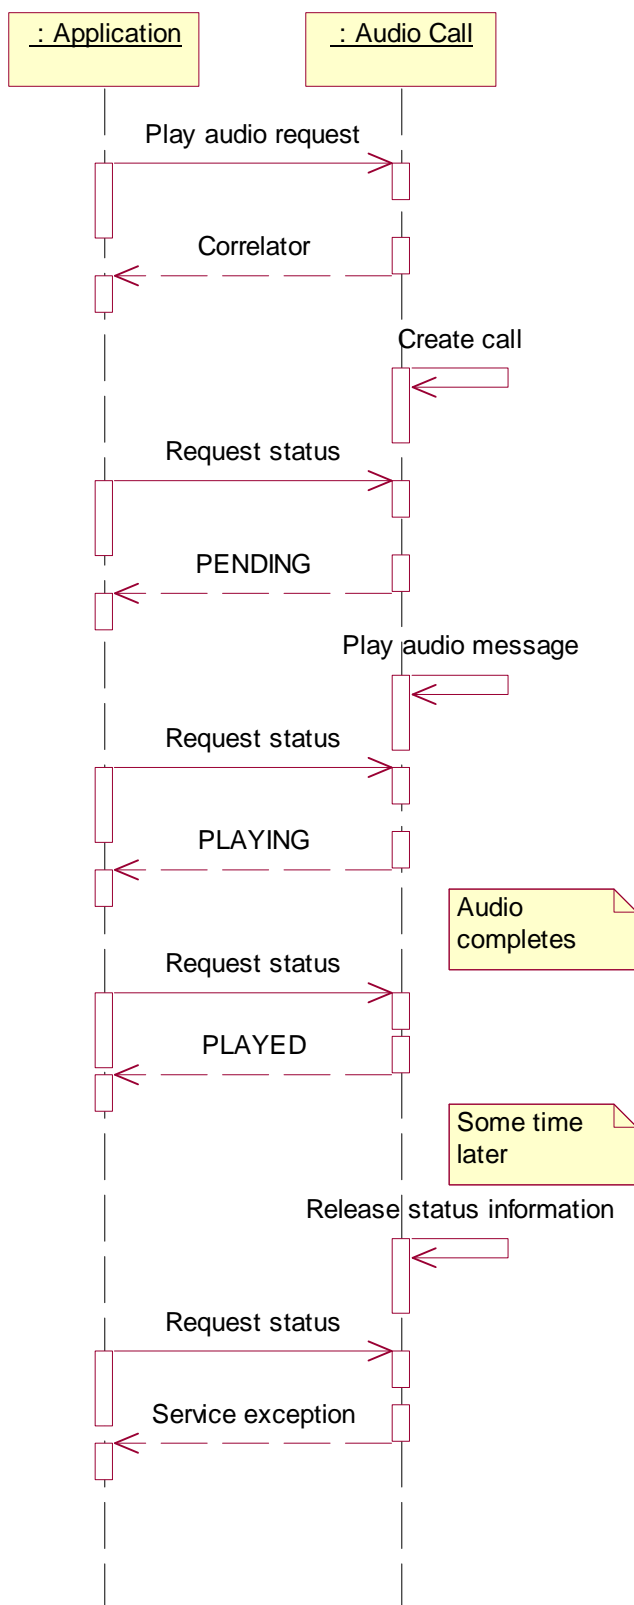 : Application
: Audio Call
Play audio request
Correlator
Create call
Request status
PENDING
Play audio message
Request status
PLAYING
Audio
completes
Request status
PLAYED
Some time
later
Release status information
Request status
Service exception